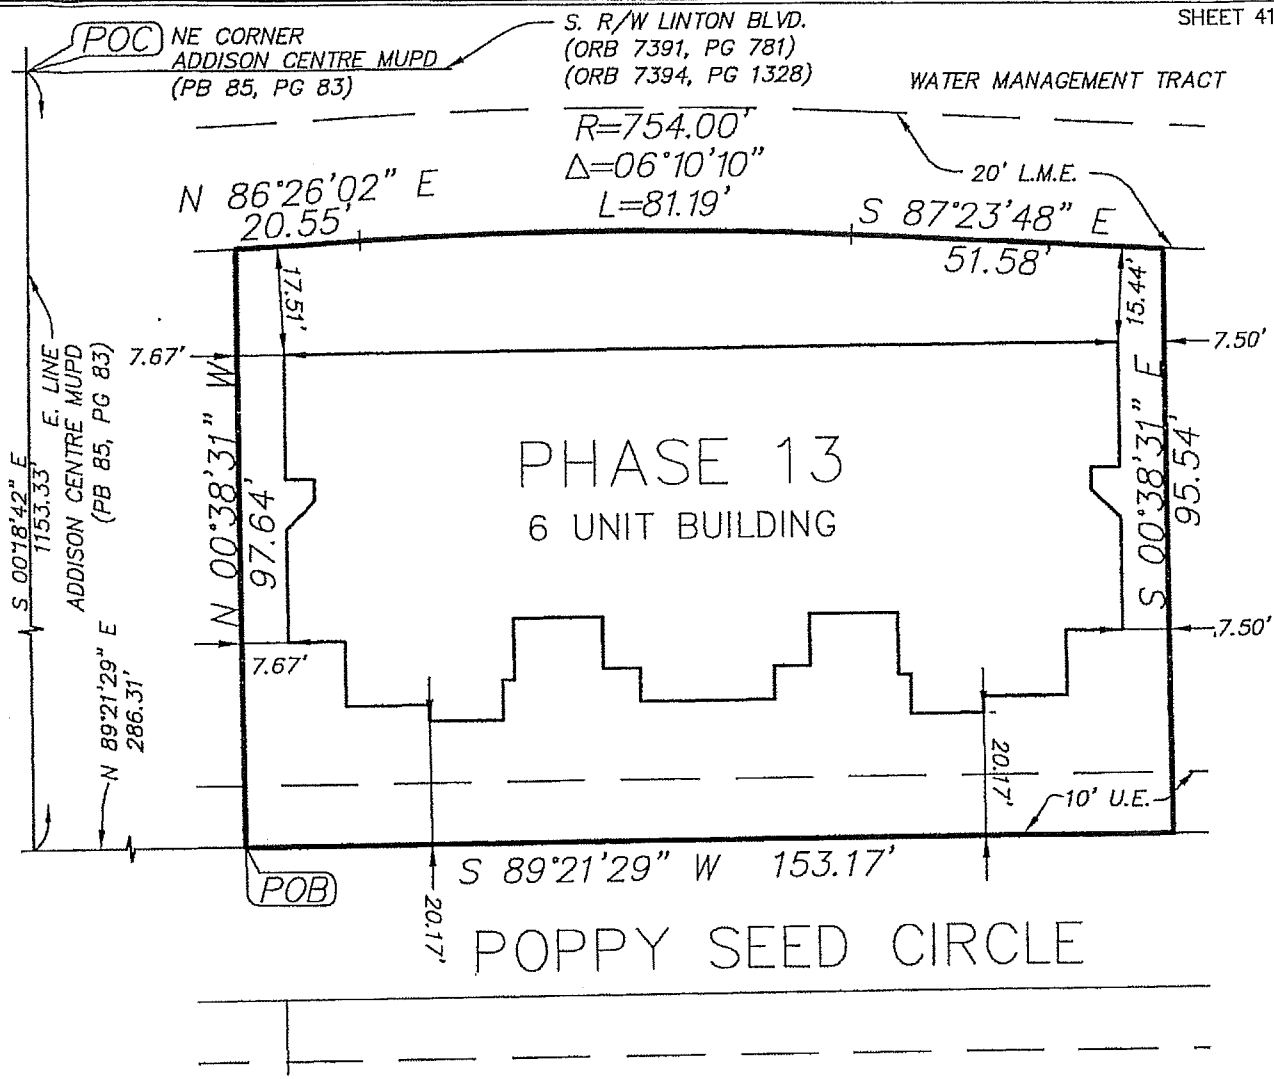 SHEET 41
POC
NE CORNER
ADDISON CENTRE MUPD
(PB 85, PG 83)
S. R/W LINTON BLVD.
(ORB 7391, PG 781)
(ORB 7394, PG 1328)
WATER MANAGEMENT TRACT
R=754.00'
Δ=06°10'10"
L=81.19'
20' L.M.E.
N 86°26'02" E
20.55'
S 87°23'48" E
51.58'
17.51'
15.44'
7.67'
7.50'
S 00°18'42" E
1153.33'
E. LINE
ADDISON CENTRE MUPD
(PB 85, PG 83)
N 00°38'31" W
97.64'
PHASE 13
6 UNIT BUILDING
S 00°38'31" E
95.54'
7.67'
7.50'
N 89°21'29" E
286.31'
20.17'
10' U.E.
S 89°21'29" W 153.17'
POB
20.17'
POPPY SEED CIRCLE